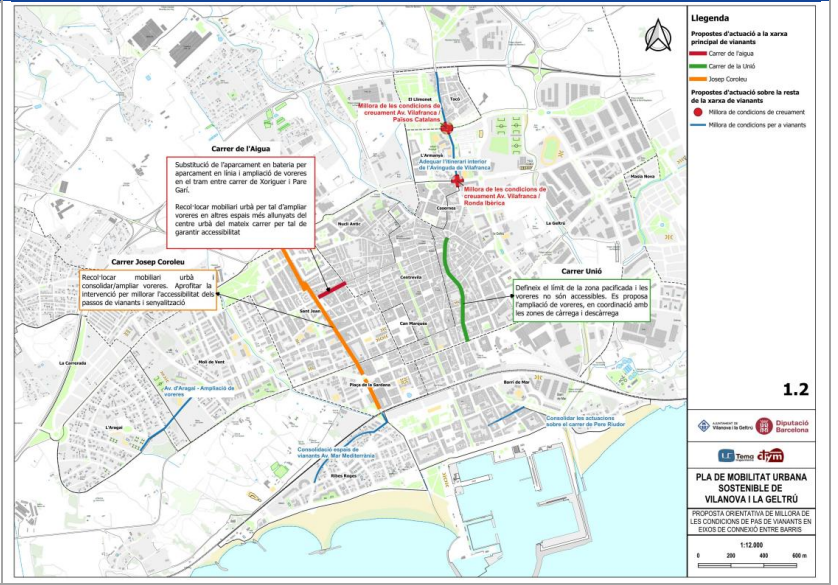 Llegenda
Propostes d'actuació a la xarxa
principal de vianants
Carrer de l'aigua
Carrer de la Unió
Josep Coroleu
Propostes d'actuació sobre la resta
de la xarxa de vianants
Millora de condicions de creuament
Millora de condicions per a vianants
El Llimonet
Tacó
Millora de les condicions de
creuament Av. Vilafranca /
Països Catalans
L'Armanyà
Adequar l'itinerari interior
de l'Avinguda de Vilafranca
Millora de les condicions de
creuament Av. Vilafranca /
Ronda Ibèrica
Casernes
Masia Nova
La Geltrú
Nucli Antic
Carrer de l'Aigua
Substitució de l'aparcament en bateria per
aparcament en línia i ampliació de voreres
en el tram entre carrer de Xoriguer i Pare
Garí.
Recol·locar mobiliari urbà per tal d'ampliar
voreres en altres espais més allunyats del
centre urbà del mateix carrer per tal de
garantir accessibilitat
Carrer Josep Coroleu
Recol·locar mobiliari urbà i
consolidar/ampliar voreres. Aprofitar la
intervenció per millorar l'accessibilitat dels
passos de vianants i senyalització
Centrevila
Carrer Unió
Defineix el límit de la zona pacificada i les
voreres no són accessibles. Es proposa
l'ampliació de voreres, en coordinació amb
les zones de càrrega i descàrrega
Sant Joan
Can Marquès
La Collada
Molí de Vent
Plaça de la Sardana
Barri de Mar
Av. d'Aragai - Ampliació de
voreres
L'Aragai
Consolidar les actuacions
sobre el carrer de Pere Riudor
Consolidació espais de
vianants Av. Mar Mediterrània
Ribes Roges
1.2
AJUNTAMENT DE
Vilanova i la Geltrú
Diputació
Barcelona
Tema
dfm
PLA DE MOBILITAT URBANA
SOSTENIBLE DE
VILANOVA I LA GELTRÚ
PROPOSTA ORIENTATIVA DE MILLORA DE
LES CONDICIONS DE PAS DE VIANANTS EN
EIXOS DE CONNEXIÓ ENTRE BARRIS
1:12.000
0 200 400 600 m